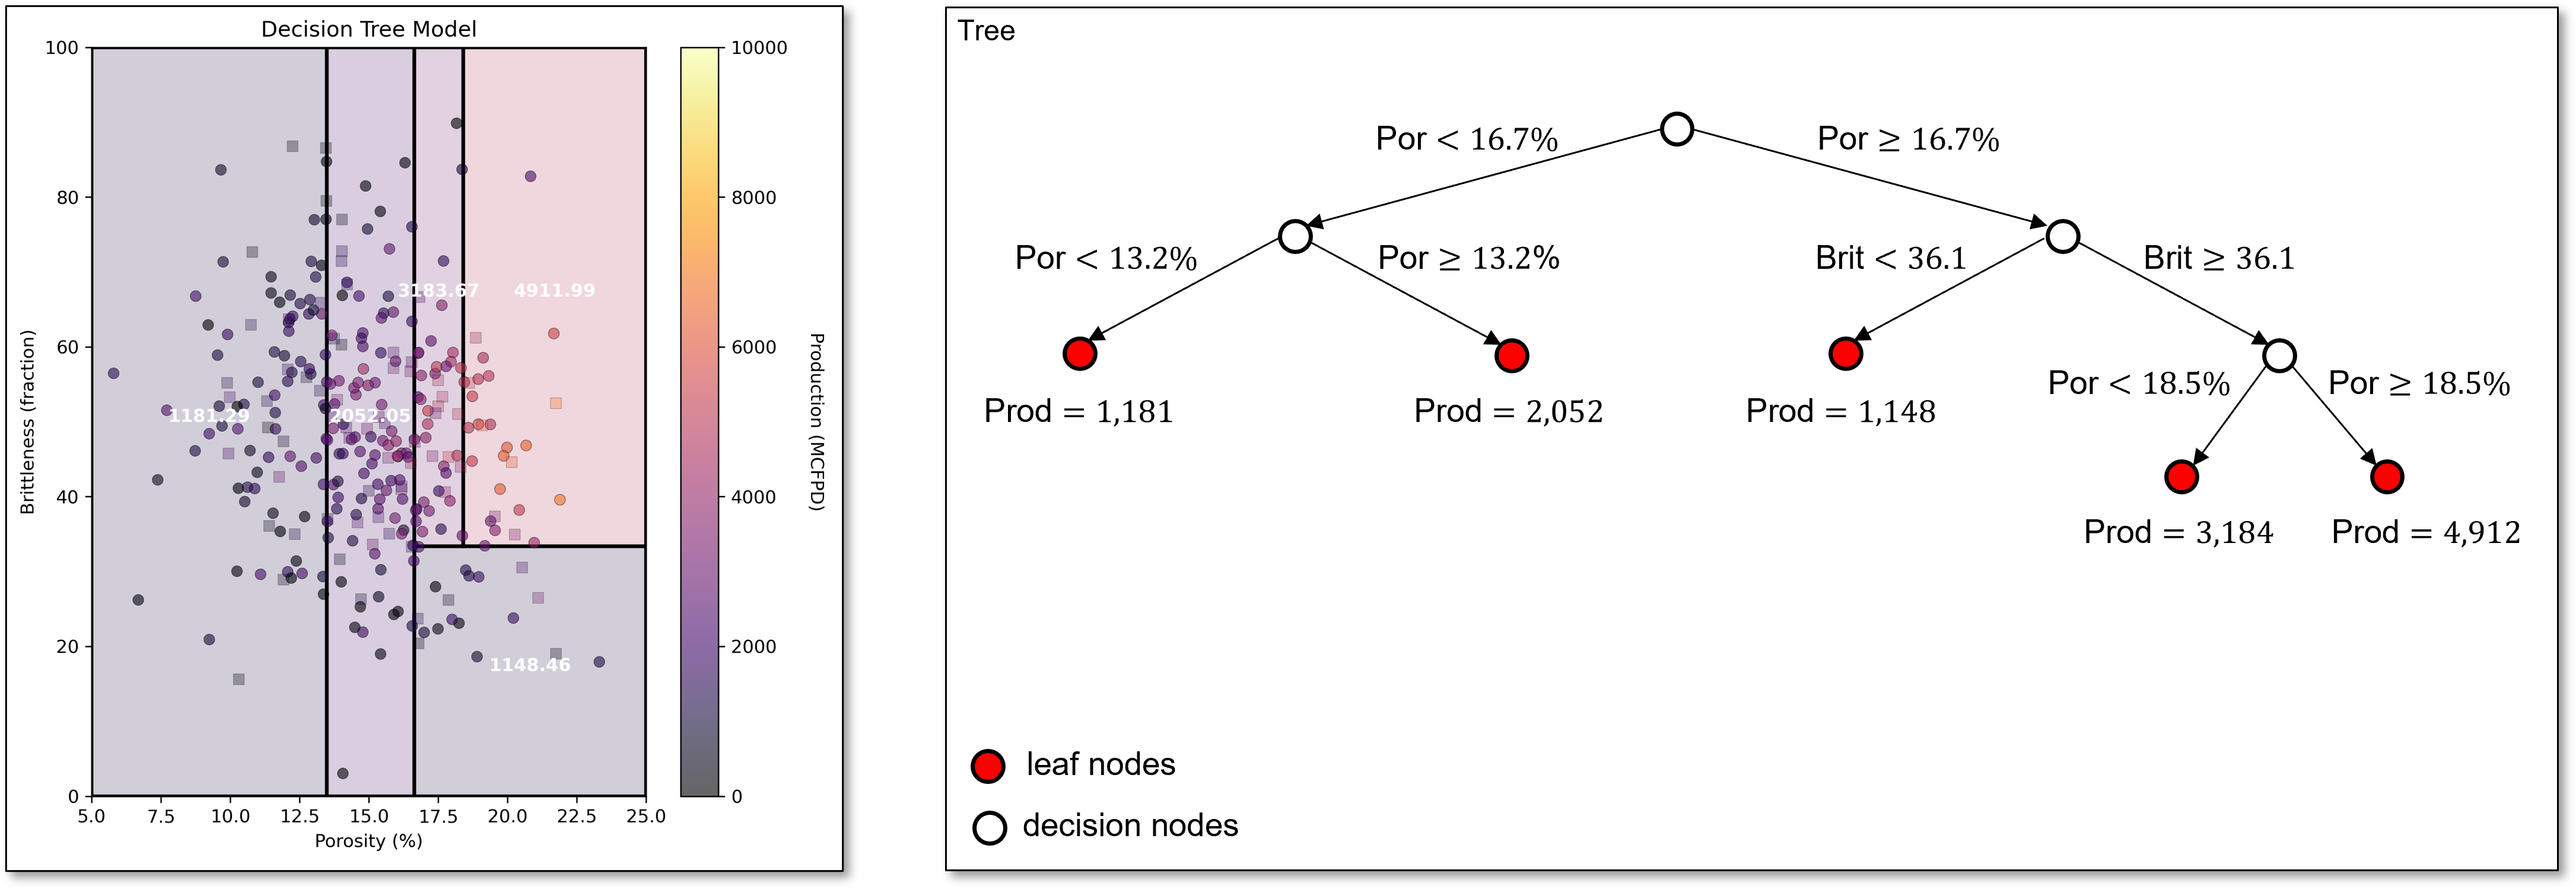 Decision Tree Model
100
80
60
40
20
0
Brittleness (fraction)
5.0 7.5 10.0 12.5 15.0 17.5 20.0 22.5 25.0
Porosity (%)
3183.67 4911.99
1181.29 2052.05
1148.46
10000
8000
6000
4000
2000
0
Production (MCFPD)
Tree
Por < 16.7% Por ≥ 16.7%
Por < 13.2% Por ≥ 13.2% Brit < 36.1 Brit ≥ 36.1
Por < 18.5% Por ≥ 18.5%
Prod = 1,181 Prod = 2,052 Prod = 1,148
Prod = 3,184 Prod = 4,912
leaf nodes
decision nodes